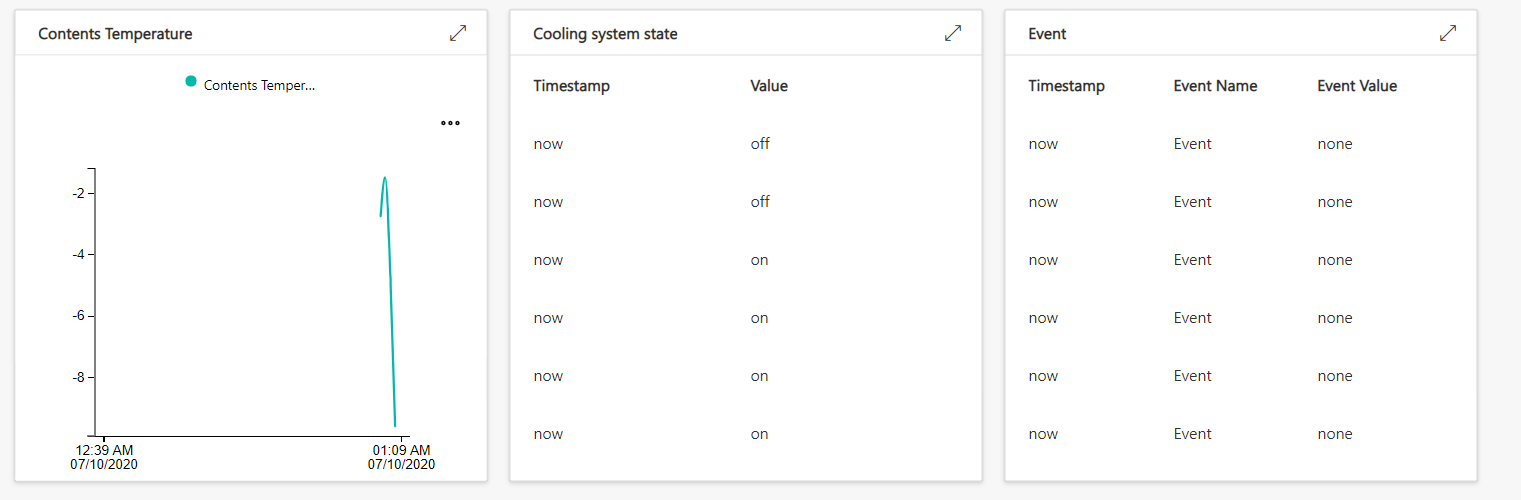 Contents Temperature
Contents Temper...
-2
-4
-6
-8
12:39 AM 01:09 AM
07/10/2020 07/10/2020
Cooling system state
Timestamp Value
now off
now off
now on
now on
now on
now on
Event
Timestamp Event Name Event Value
now Event none
now Event none
now Event none
now Event none
now Event none
now Event none